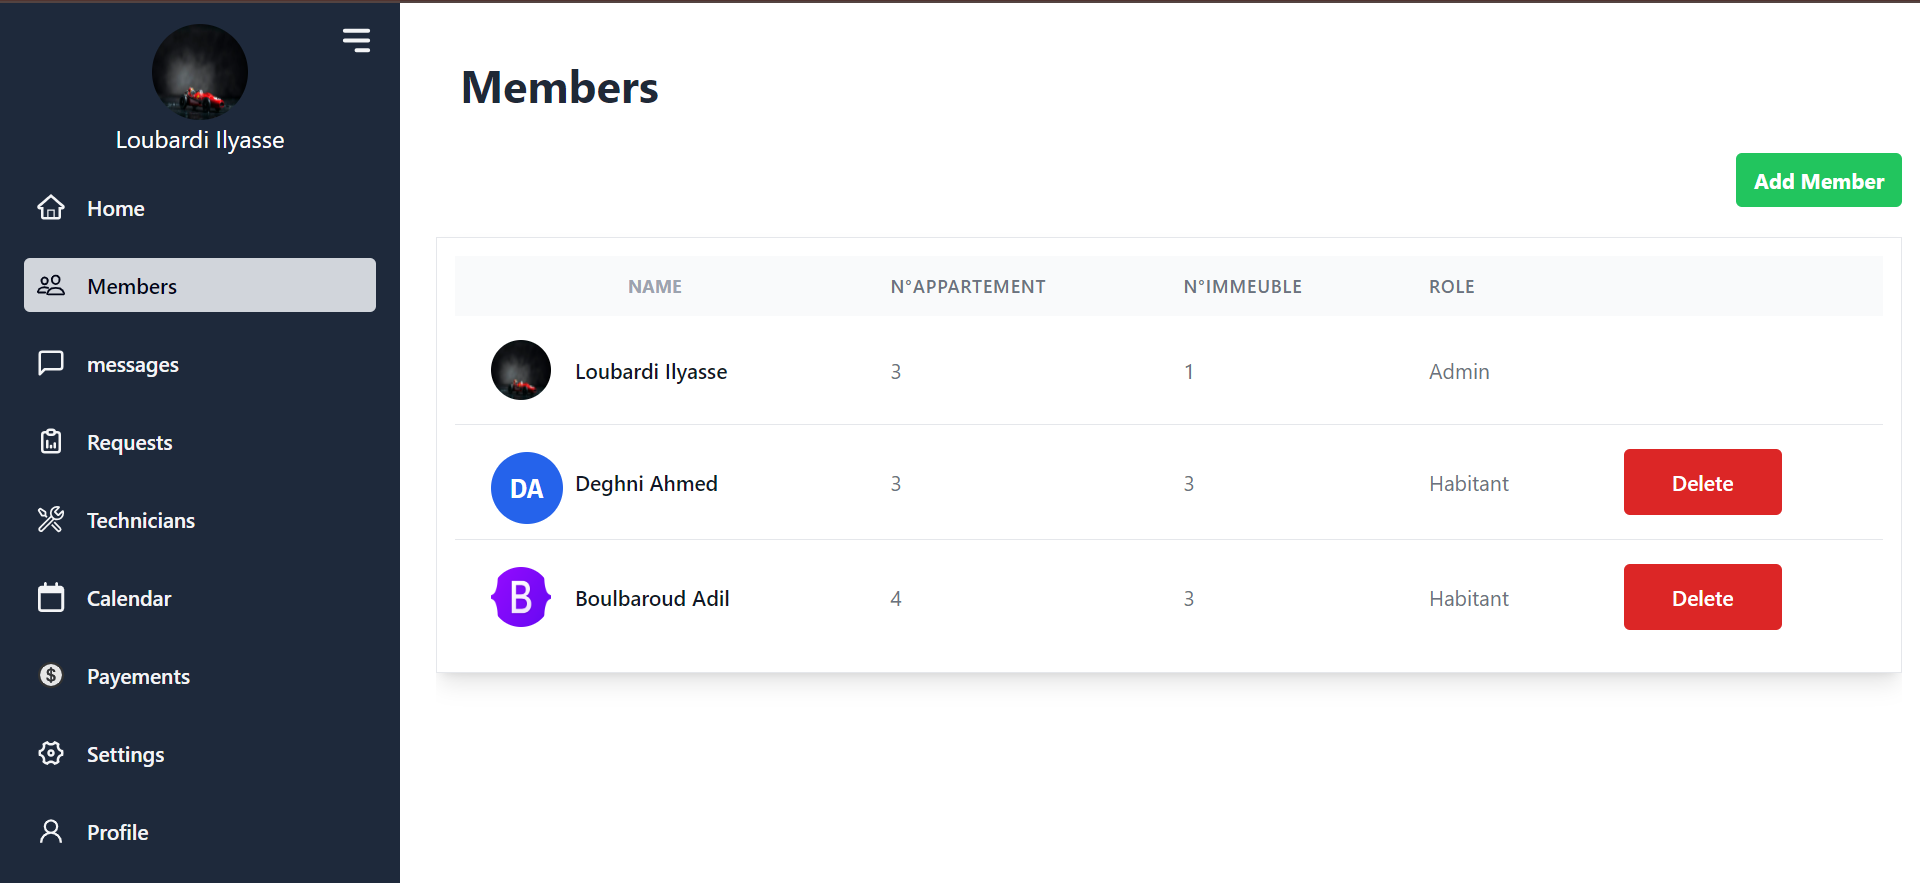 Loubardi Ilyasse
Home
Members
messages
Requests
Technicians
Calendar
Payements
Settings
Profile
Members
Add Member
NAME N°APPARTEMENT N°IMMEUBLE ROLE
Loubardi Ilyasse 3 1 Admin
DA Deghni Ahmed 3 3 Habitant Delete
B Boulbaroud Adil 4 3 Habitant Delete